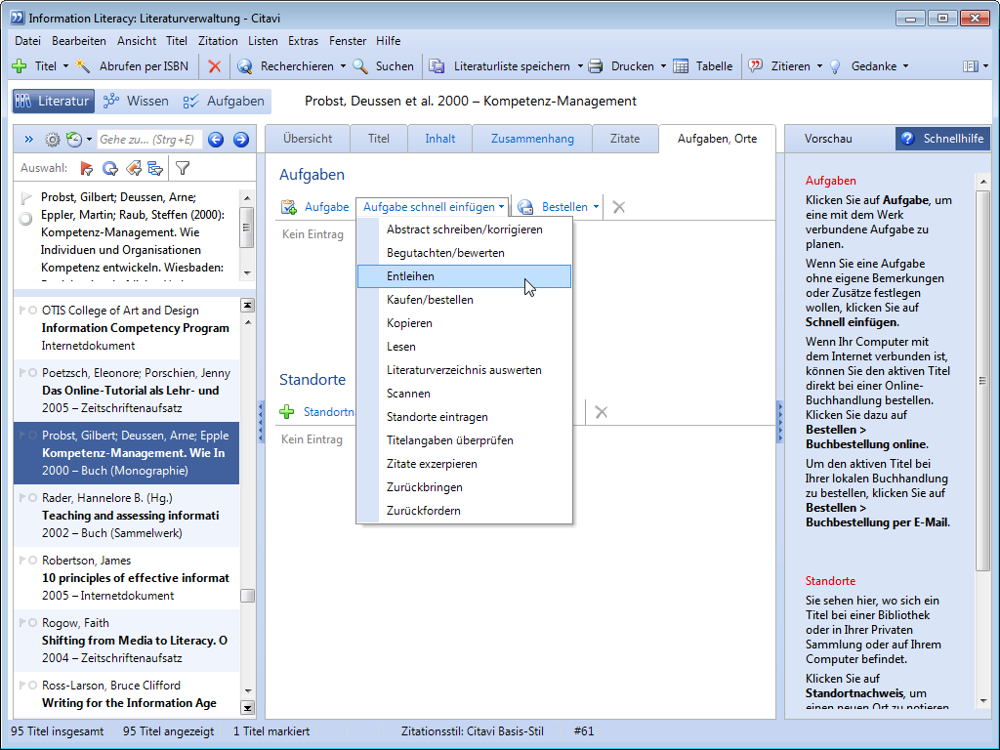 Information Literacy: Literaturverwaltung - Citavi
Datei Bearbeiten Ansicht Titel Zitation Listen Extras Fenster Hilfe
Titel Abrufen per ISBN Recherchieren Suchen Literaturliste speichern Drucken Tabelle Zitieren Gedanke
Literatur Wissen Aufgaben Probst, Deussen et al. 2000 – Kompetenz-Management
Gehe zu... (Strg+E)
Auswahl:
Probst, Gilbert; Deussen, Arne;
Eppler, Martin; Raub, Steffen (2000):
Kompetenz-Management. Wie
Individuen und Organisationen
Kompetenz entwickeln. Wiesbaden:
OTIS College of Art and Design
Information Competency Program
Internetdokument
Poetzsch, Eleonore; Porschien, Jenny
Das Online-Tutorial als Lehr- und
2005 – Zeitschriftenaufsatz
Probst, Gilbert; Deussen, Arne; Epple
Kompetenz-Management. Wie In
2000 – Buch (Monographie)
Rader, Hannelore B. (Hg.)
Teaching and assessing informati
2002 – Buch (Sammelwerk)
Robertson, James
10 principles of effective informat
2005 – Internetdokument
Rogow, Faith
Shifting from Media to Literacy. O
2004 – Zeitschriftenaufsatz
Ross-Larson, Bruce Clifford
Writing for the Information Age
Übersicht Titel Inhalt Zusammenhang Zitate Aufgaben, Orte
Aufgaben
Aufgabe Aufgabe schnell einfügen Bestellen
Kein Eintrag
Abstract schreiben/korrigieren
Begutachten/bewerten
Entleihen
Kaufen/bestellen
Kopieren
Lesen
Literaturverzeichnis auswerten
Scannen
Standorte eintragen
Titelangaben überprüfen
Zitate exzerpieren
Zurückbringen
Zurückfordern
Standorte
Standortn
Kein Eintrag
Vorschau Schnellhilfe
Aufgaben
Klicken Sie auf Aufgabe, um
eine mit dem Werk
verbundene Aufgabe zu
planen.
Wenn Sie eine Aufgabe
ohne eigene Bemerkungen
oder Zusätze festlegen
wollen, klicken Sie auf
Schnell einfügen.
Wenn Ihr Computer mit
dem Internet verbunden ist,
können Sie den aktiven Titel
direkt bei einer Online-
Buchhandlung bestellen.
Klicken Sie dazu auf
Bestellen >
Buchbestellung online.
Um den aktiven Titel bei
Ihrer lokalen Buchhandlung
zu bestellen, klicken Sie auf
Bestellen >
Buchbestellung per E-Mail.
Standorte
Sie sehen hier, wo sich ein
Titel bei einer Bibliothek
oder in Ihrer Privaten
Sammlung oder auf Ihrem
Computer befindet.
Klicken Sie auf
Standortnachweis, um
einen neuen Ort zu notieren
95 Titel insgesamt 95 Titel angezeigt 1 Titel markiert Zitationsstil: Citavi Basis-Stil #61